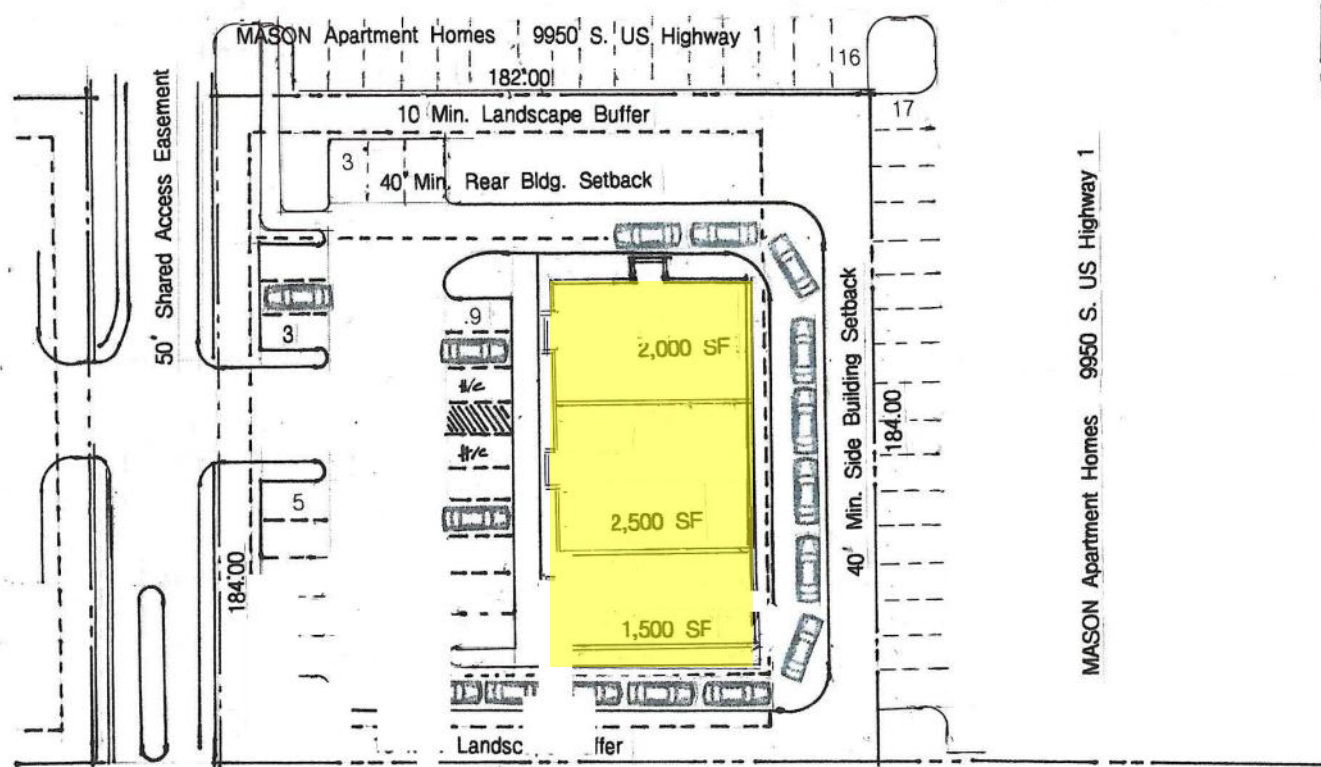 MASON Apartment Homes 9950 S. US Highway 1
16
182.00
17
10 Min. Landscape Buffer
3
40' Min. Rear Bldg. Setback
50' Shared Access Easement
3
.9
2,000 SF
H/C
H/C
40' Min. Side Building Setback
184.00
MASON Apartment Homes 9950 S. US Highway 1
5
2,500 SF
184.00
1,500 SF
Landsc
ffer